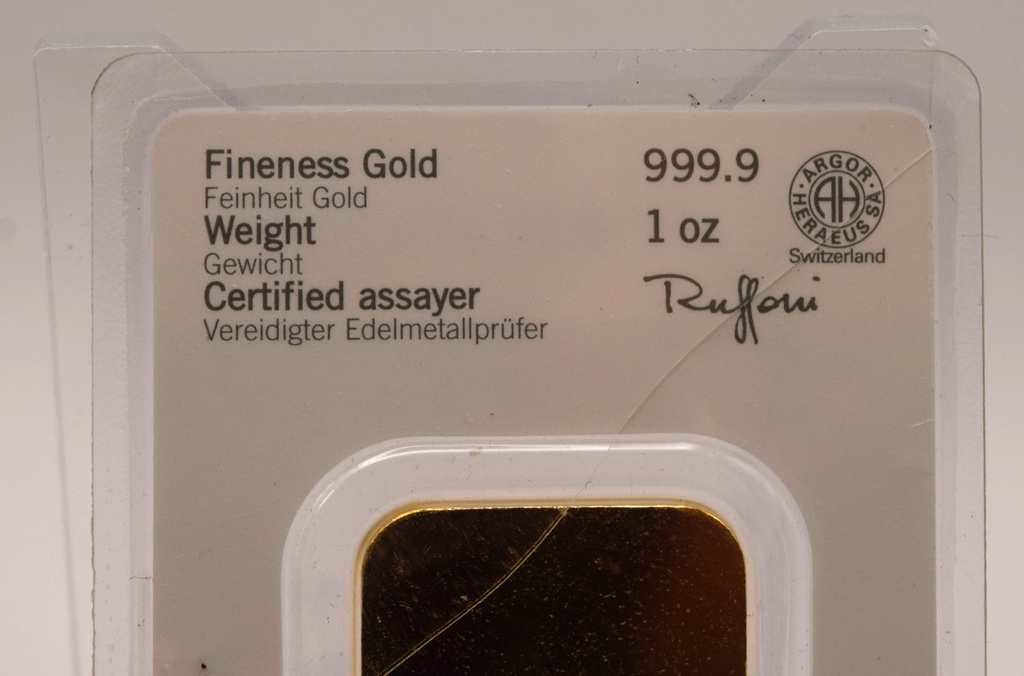 Fineness Gold 999.9
Feinheit Gold
Weight 1 oz
Gewicht
Certified assayer Ruffoni
Vereidigter Edelmetallprüfer
ARGOR HERAEUS SA
AH
Switzerland